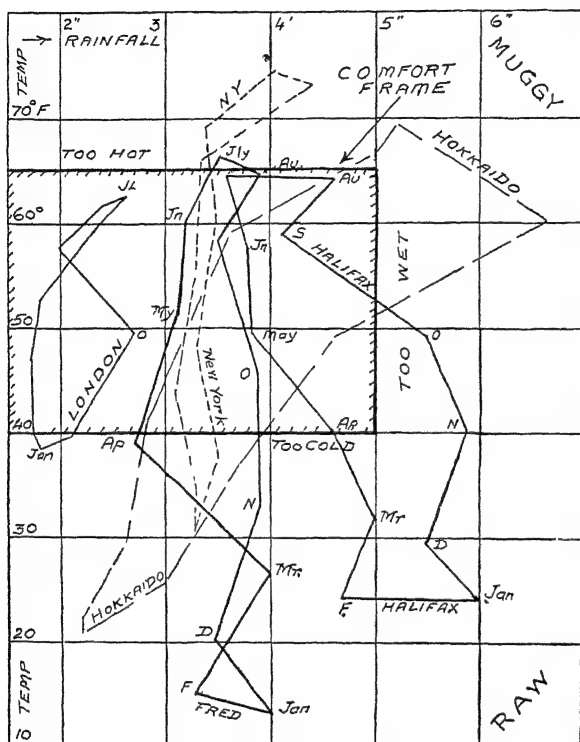 2" 3 4' 5" 6"
→ RAINFALL
TEMP
MUGGY
NY
COMFORT
FRAME
70°F
TOO HOT
Jly
Au.
Au
HOKKAIDO
JL
60°
Jn
Jn
S
HALIFAX
WET
My
50
O
May
O
O
LONDON
New York
TOO
40
Jan
Ap
TOO COLD
AR
N
N
Mr
30
Mr.
D
HOKKAIDO
F.
HALIFAX
Jan
20
D
TEMP
F
FRED
Jan
RAW
10